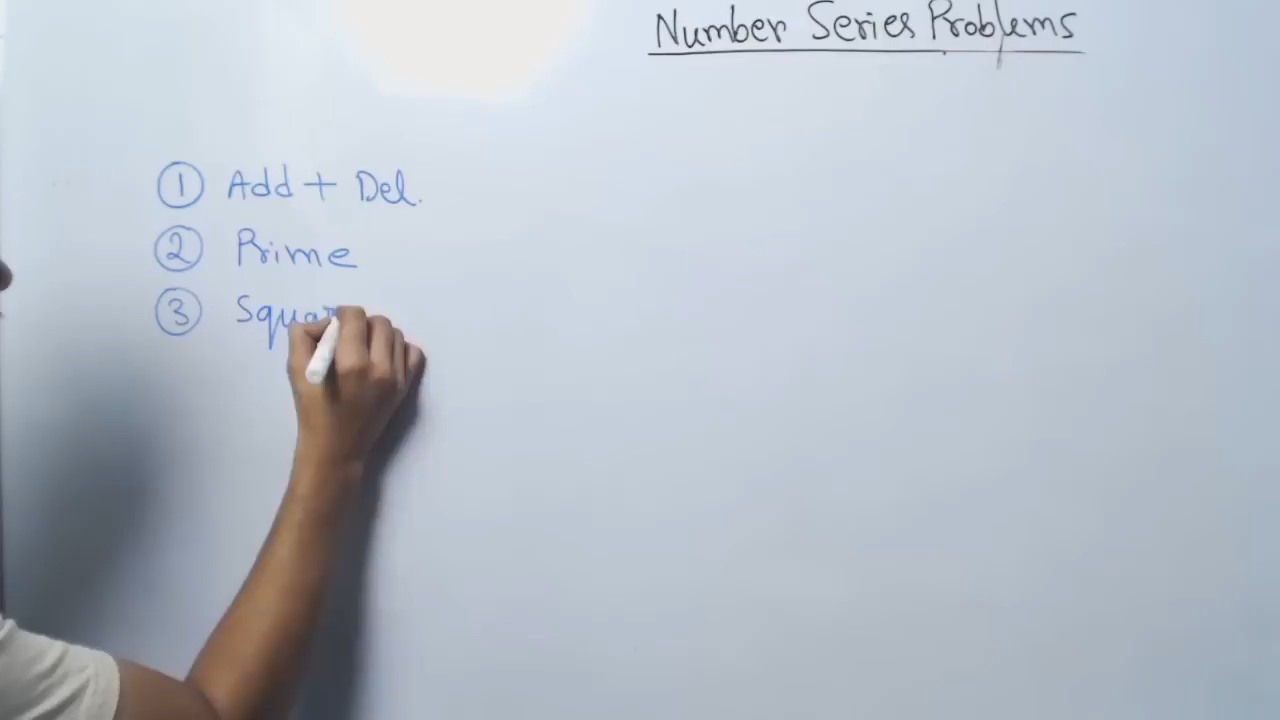 Number Series Problems
① Add + Del.
② Prime
③ Squar